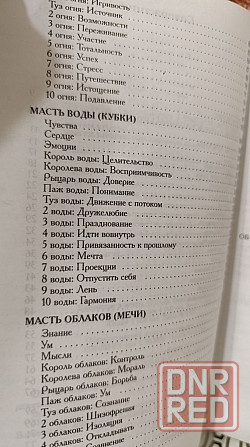 огня: Игривость
Туз огня: Источник
2 огня: Возможности
3 огня: Переживание
4 огня: Участие
5 огня: Тотальность
6 огня: Успех
7 огня: Стресс
8 огня: Путешествие
9 огня: Истощение
10 огня: Подавление
МАСТЬ ВОДЫ (КУБКИ)
Чувства
Сердце
Эмоции
Король воды: Целительство
Королева воды: Восприимчивость
Рыцарь воды: Доверие
Паж воды: Понимание
Туз воды: Движение с потоком
2 воды: Дружелюбие
3 воды: Празднование
4 воды: Идти вовнутрь
5 воды: Привязанность к прошлому
6 воды: Мечта
7 воды: Проекции
8 воды: Отпустить себя
9 воды: Лень
10 воды: Гармония
МАСТЬ ОБЛАКОВ (МЕЧИ)
Знание
Ум
Мысли
Король облаков: Контроль
Королева облаков: Мораль
Рыцарь облаков: Борьба
Паж облаков: Ум
Туз облаков: Сознание
2 облаков: Шизофрения
3 облаков: Изоляция
4 облаков: Откладывать
DNR
RED